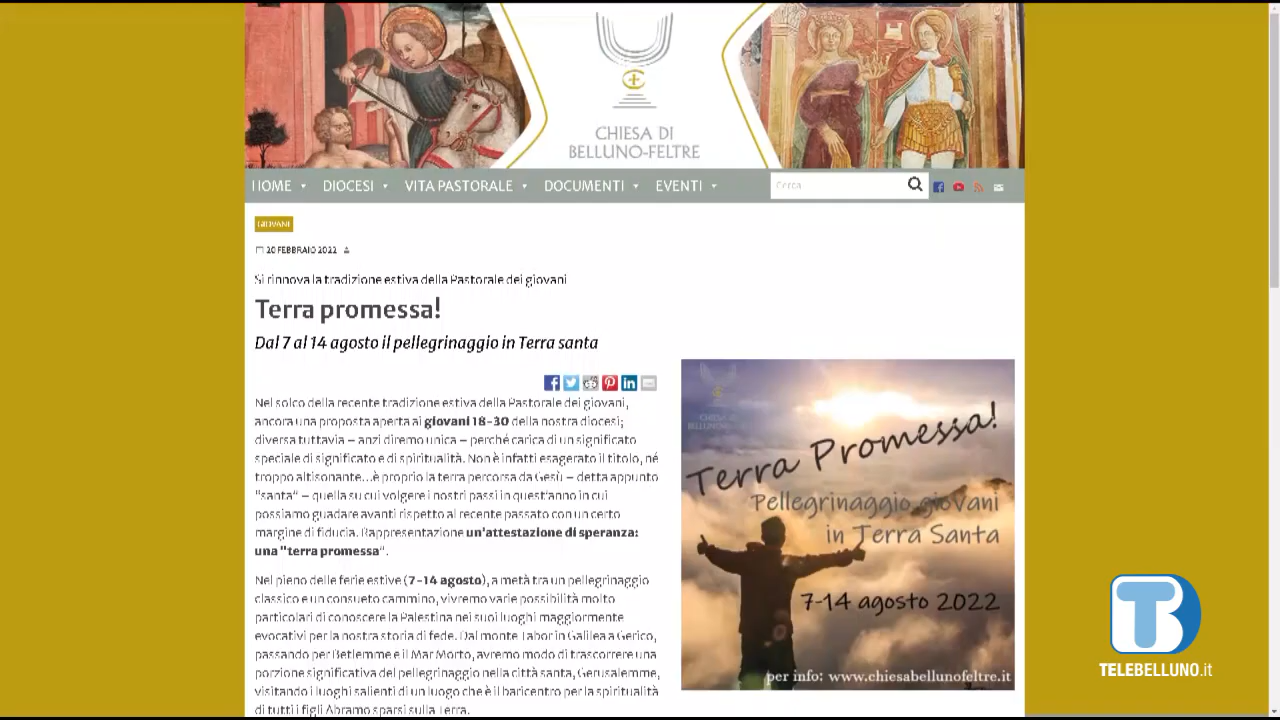 CHIESA DI
BELLUNO-FELTRE
HOME DIOCESI VITA PASTORALE DOCUMENTI EVENTI Cerca
GIOVANI
20 FEBBRAIO 2022
Si rinnova la tradizione estiva della Pastorale dei giovani
Terra promessa!
Dal 7 al 14 agosto il pellegrinaggio in Terra santa
Nel solco della recente tradizione estiva della Pastorale dei giovani,
ancora una proposta aperta ai giovani 18-30 della nostra diocesi;
diversa tuttavia – anzi diremo unica – perché carica di un significato
speciale di significato e di spiritualità. Non è infatti esagerato il titolo, né
troppo altisonante…è proprio la terra percorsa da Gesù – detta appunto
“santa” – quella su cui volgere i nostri passi in quest’anno in cui
possiamo guadare avanti rispetto al recente passato con un certo
margine di fiducia. Rappresentazione un’attestazione di speranza:
una "terra promessa“.
Nel pieno delle ferie estive (7-14 agosto), a metà tra un pellegrinaggio
classico e un consueto cammino, vivremo varie possibilità molto
particolari di conoscere la Palestina nei suoi luoghi maggiormente
evocativi per la nostra storia di fede. Dal monte Tabor in Galilea a Gerico,
passando per Betlemme e il Mar Morto, avremo modo di trascorrere una
porzione significativa del pellegrinaggio nella città santa, Gerusalemme,
visitando i luoghi salienti di un luogo che è il baricentro per la spiritualità
di tutti i figli Abramo sparsi sulla Terra.
CHIESA DI
BELLUNO-FELTRE
Terra Promessa!
Pellegrinaggio giovani
in Terra Santa
7-14 agosto 2022
per info: www.chiesabellunofeltre.it
TB
TELEBELLUNO.it